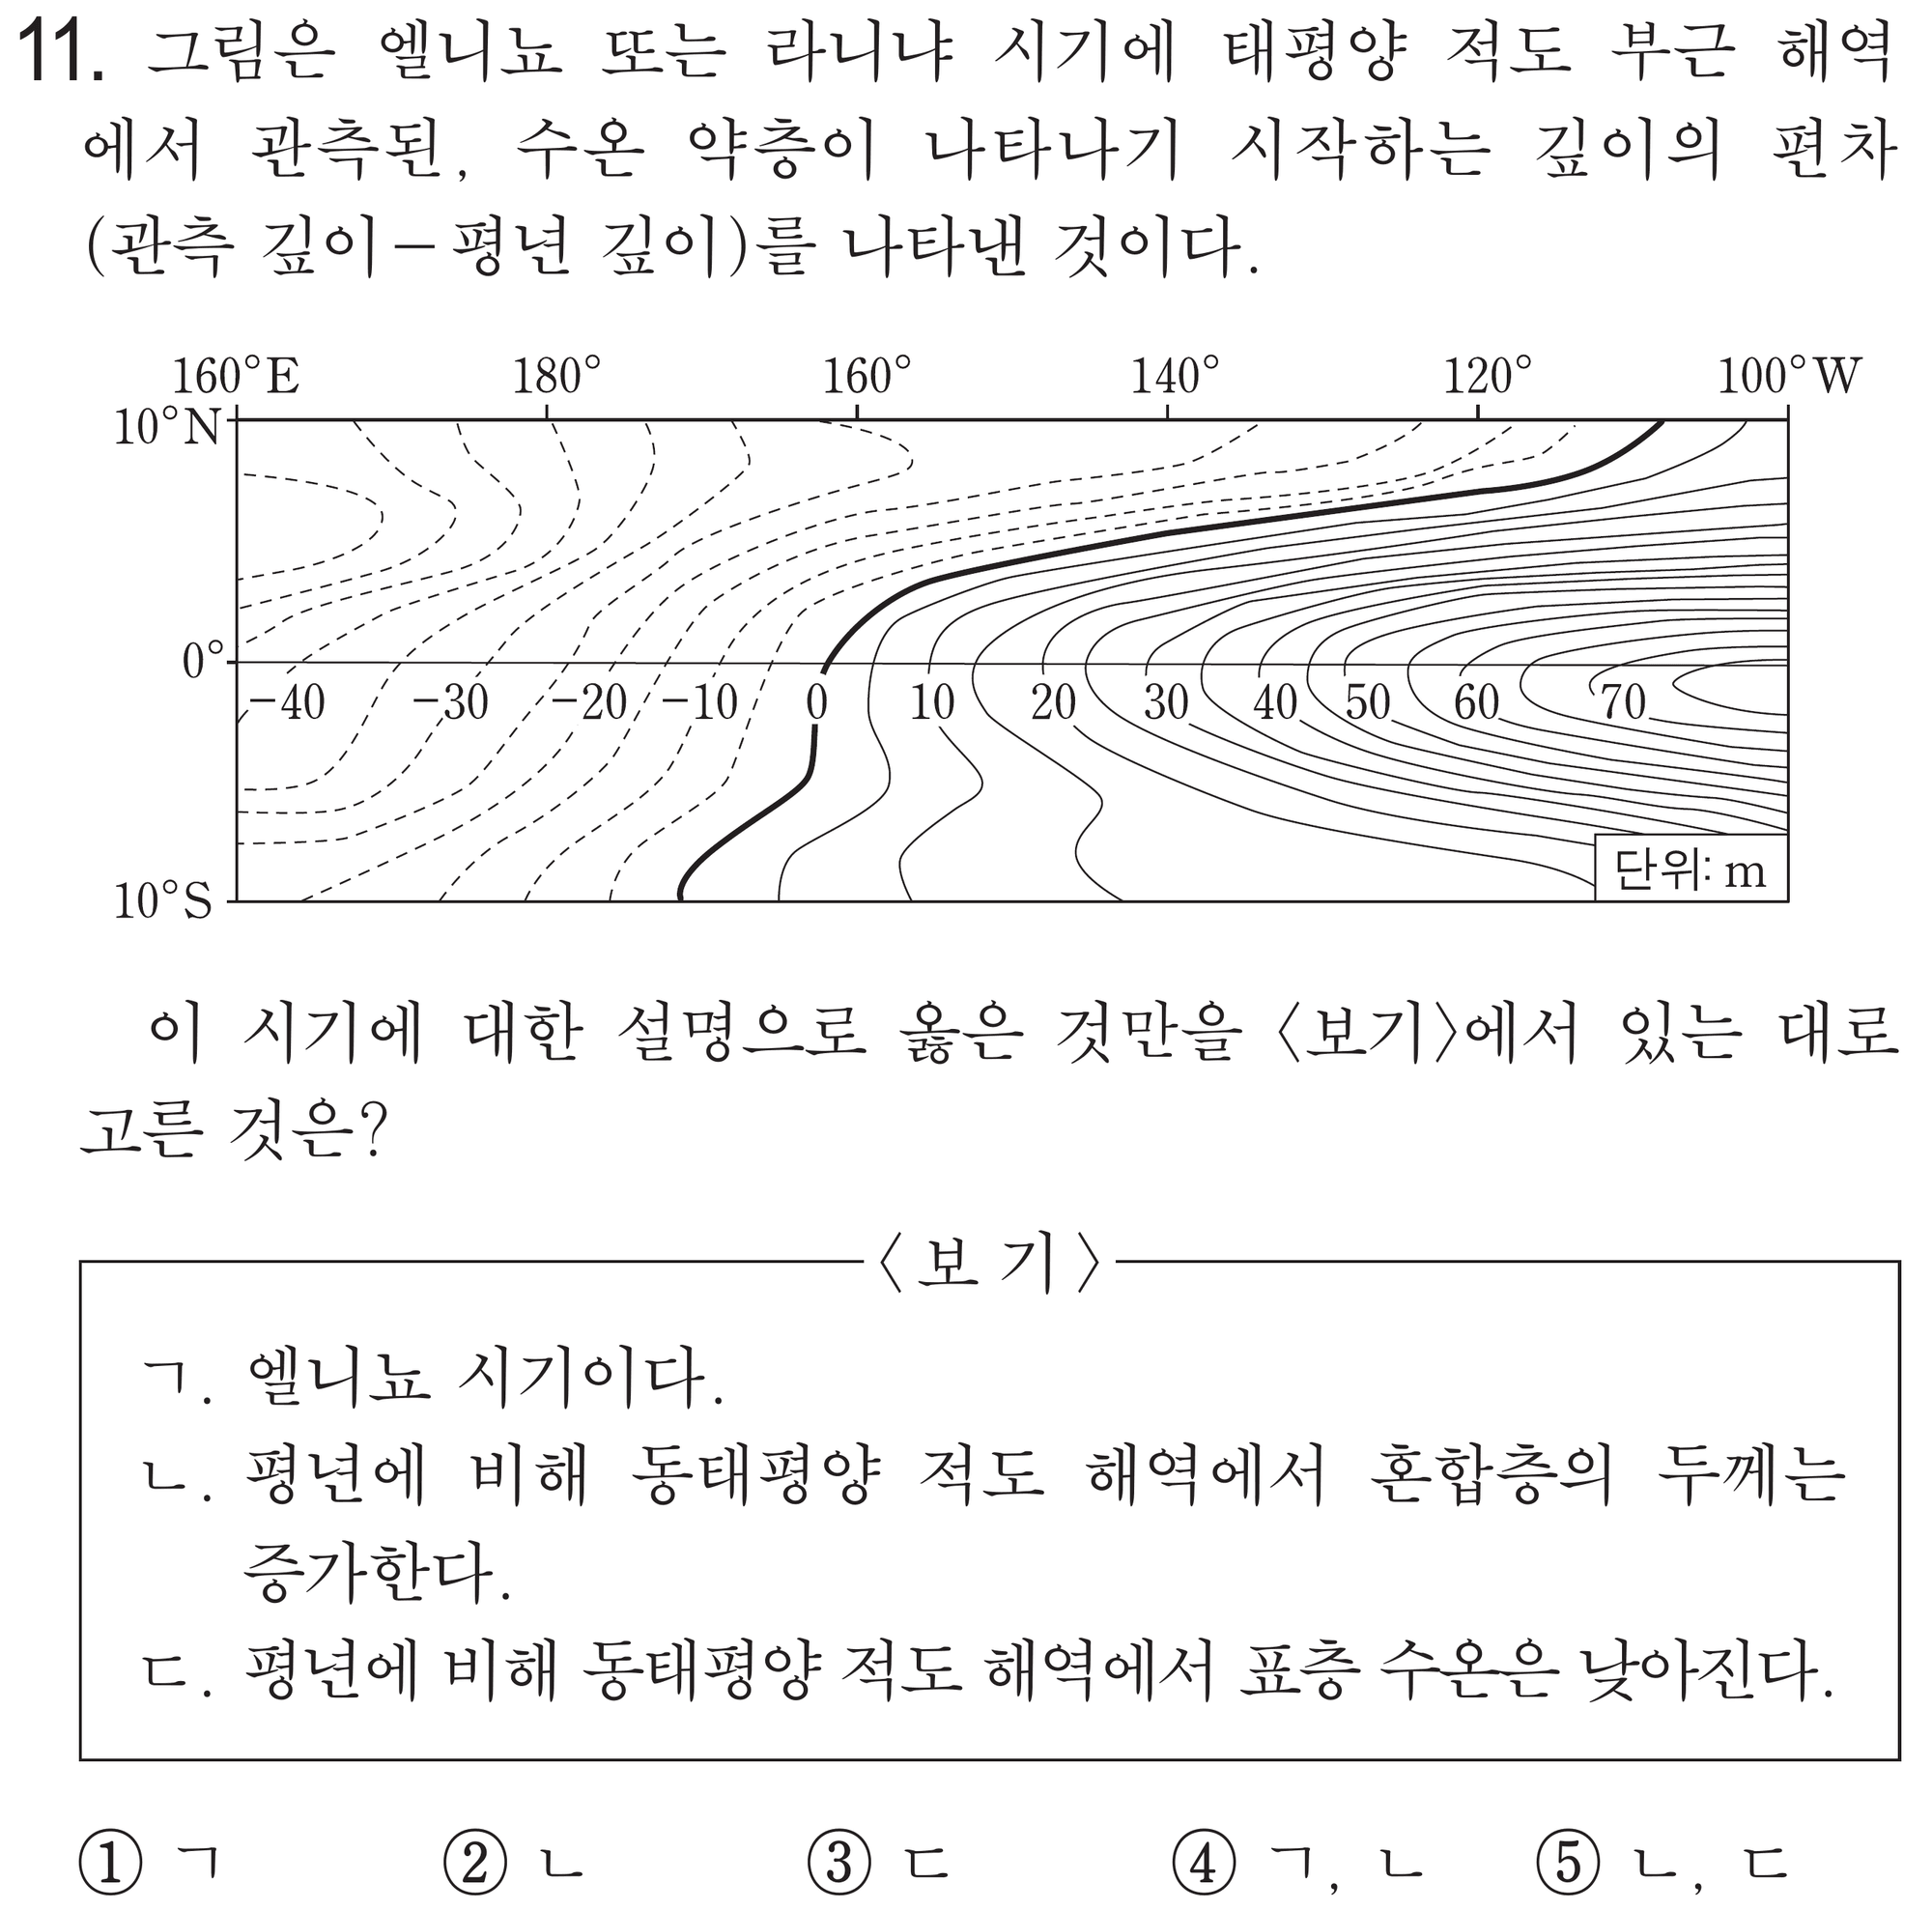 11. 그림은 엘니뇨 또는 라니냐 시기에 태평양 적도 부근 해역
에서 관측된, 수온 약층이 나타나기 시작하는 깊이의 편차
(관측 깊이-평년 깊이)를 나타낸 것이다.
160°E 180° 160° 140° 120° 100°W
10°N
0°
-40 -30 -20 -10 0 10 20 30 40 50 60 70
단위: m
10°S
이 시기에 대한 설명으로 옳은 것만을 <보기>에서 있는 대로
고른 것은?
<보 기>
ㄱ. 엘니뇨 시기이다.
ㄴ. 평년에 비해 동태평양 적도 해역에서 혼합층의 두께는
증가한다.
ㄷ. 평년에 비해 동태평양 적도 해역에서 표층 수온은 낮아진다.
① ㄱ ② ㄴ ③ ㄷ ④ ㄱ, ㄴ ⑤ ㄴ, ㄷ